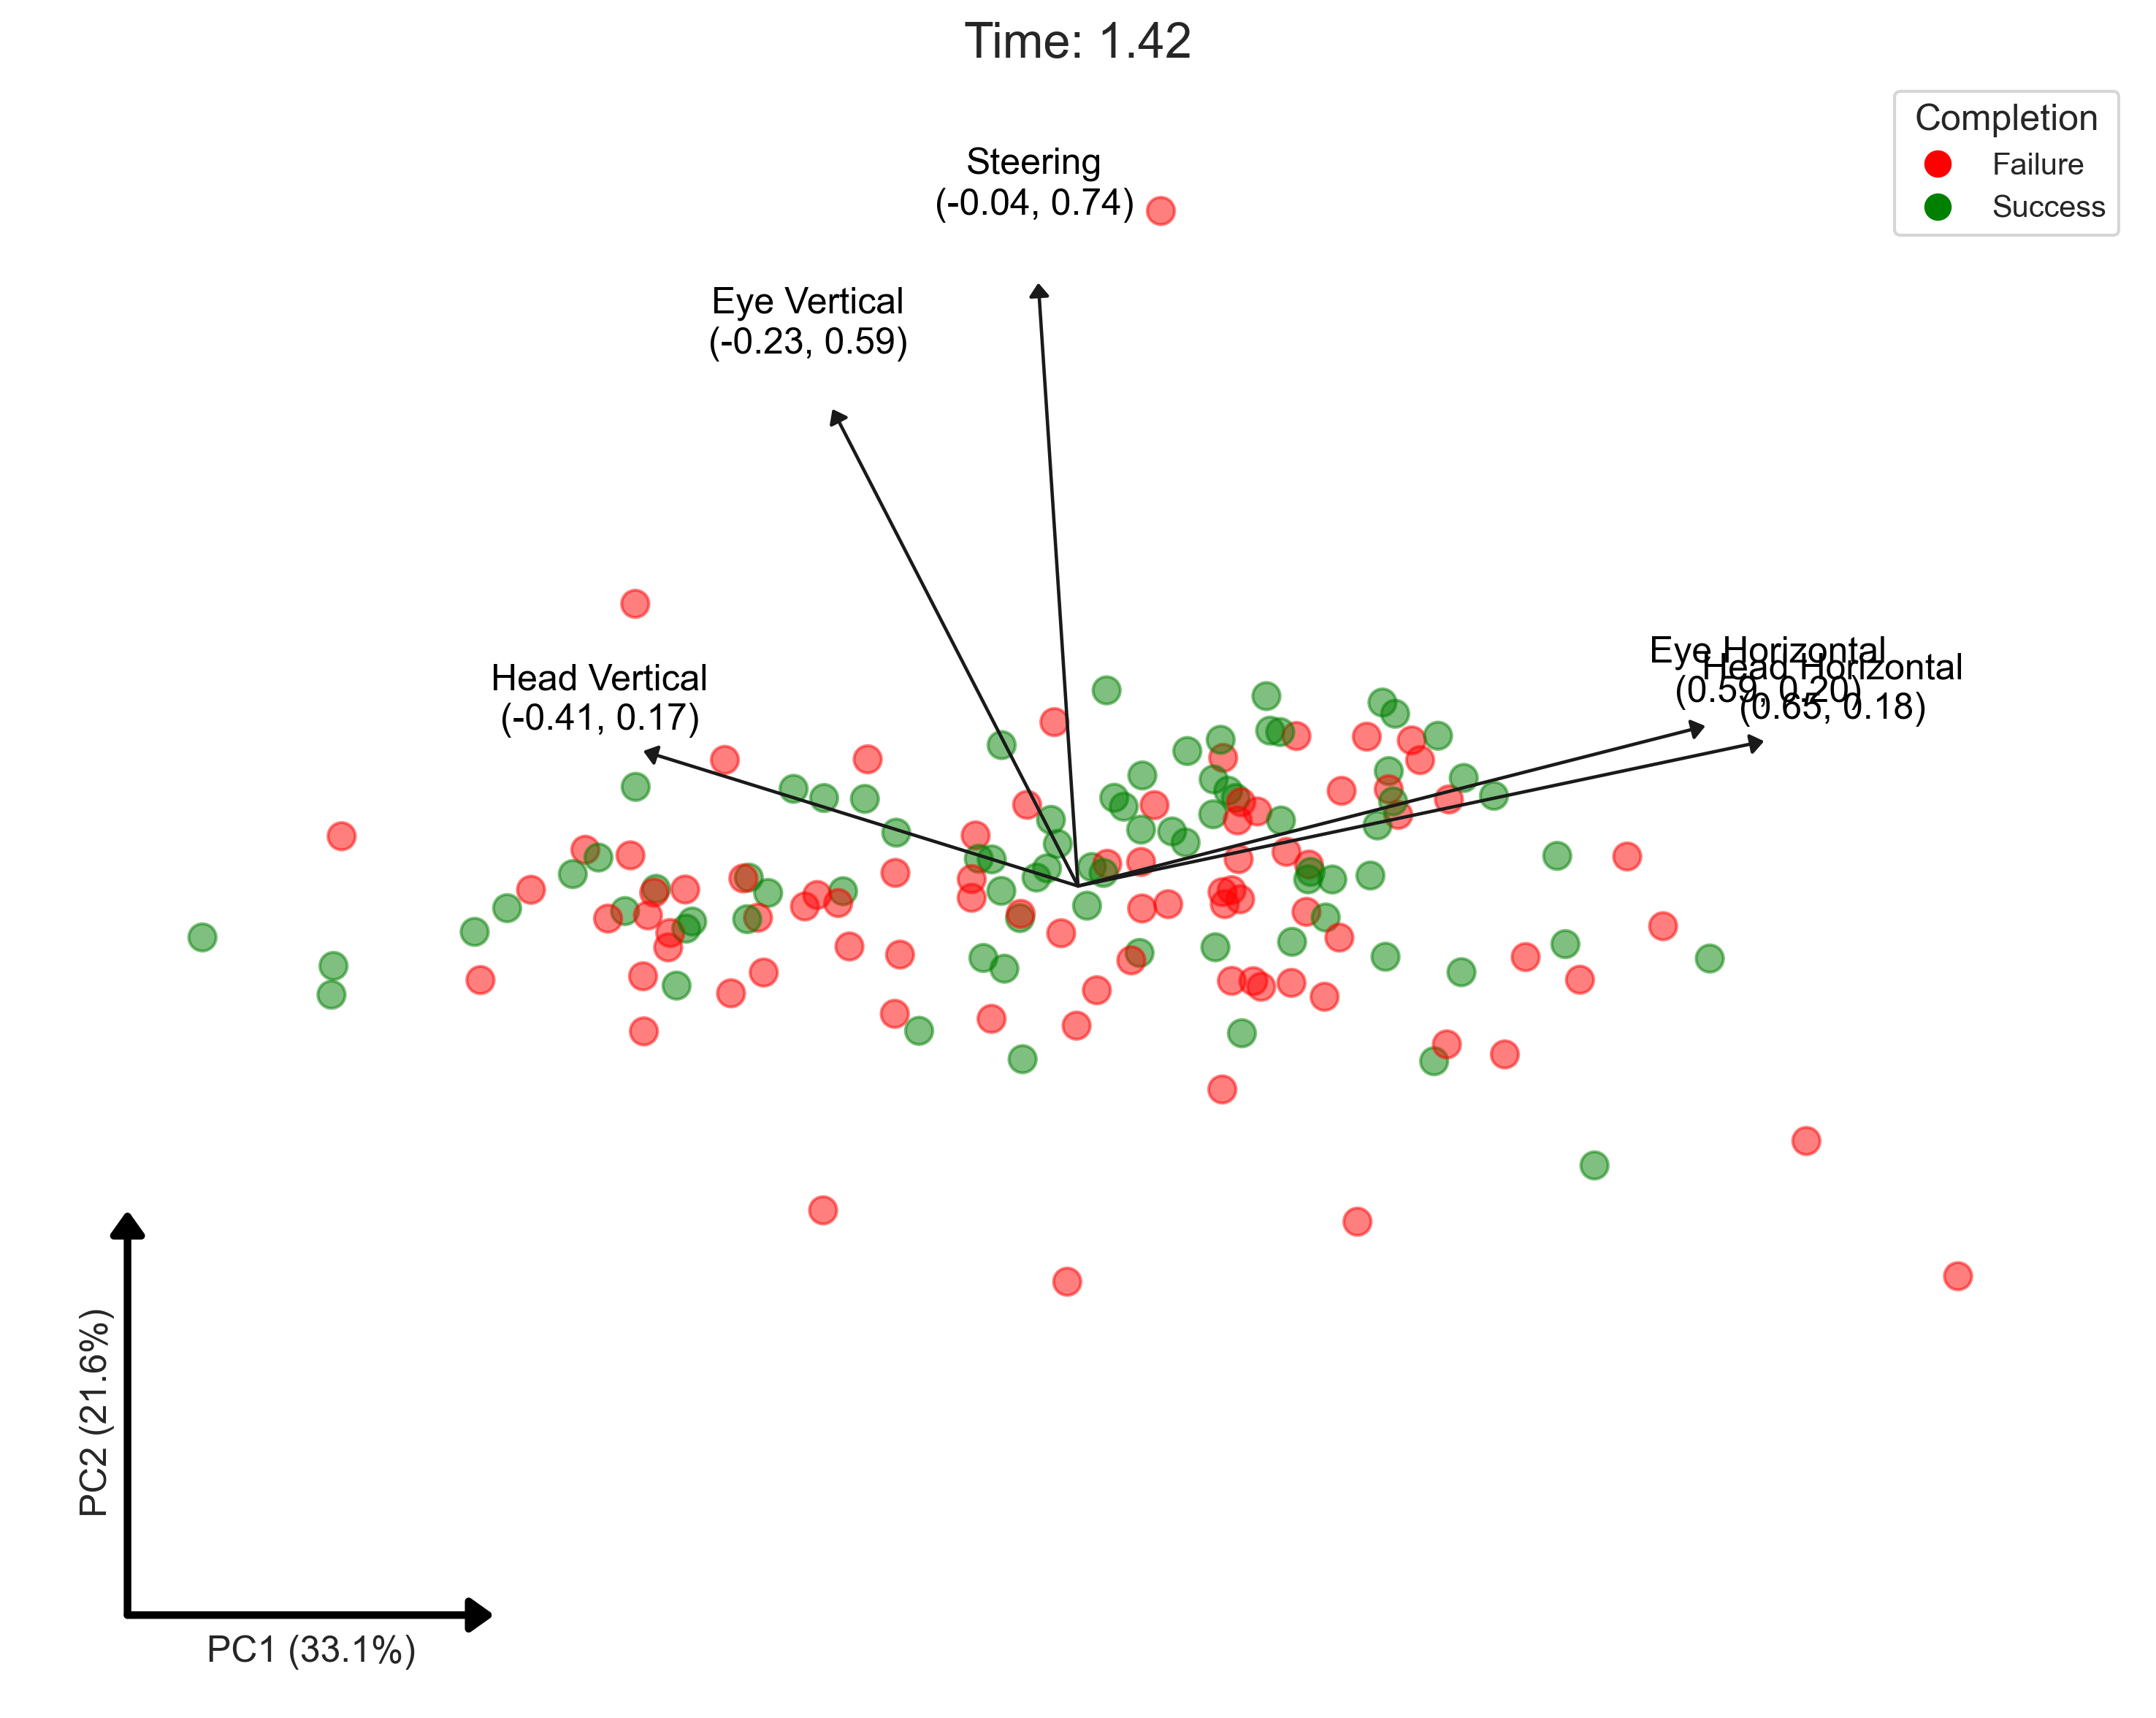 Time: 1.42
Completion
Failure
Success
Steering
(-0.04, 0.74)
Eye Vertical
(-0.23, 0.59)
Head Vertical
(-0.41, 0.17)
Eye Horizontal
(0.59, 0.20)
Head Horizontal
(0.65, 0.18)
PC2 (21.6%)
PC1 (33.1%)